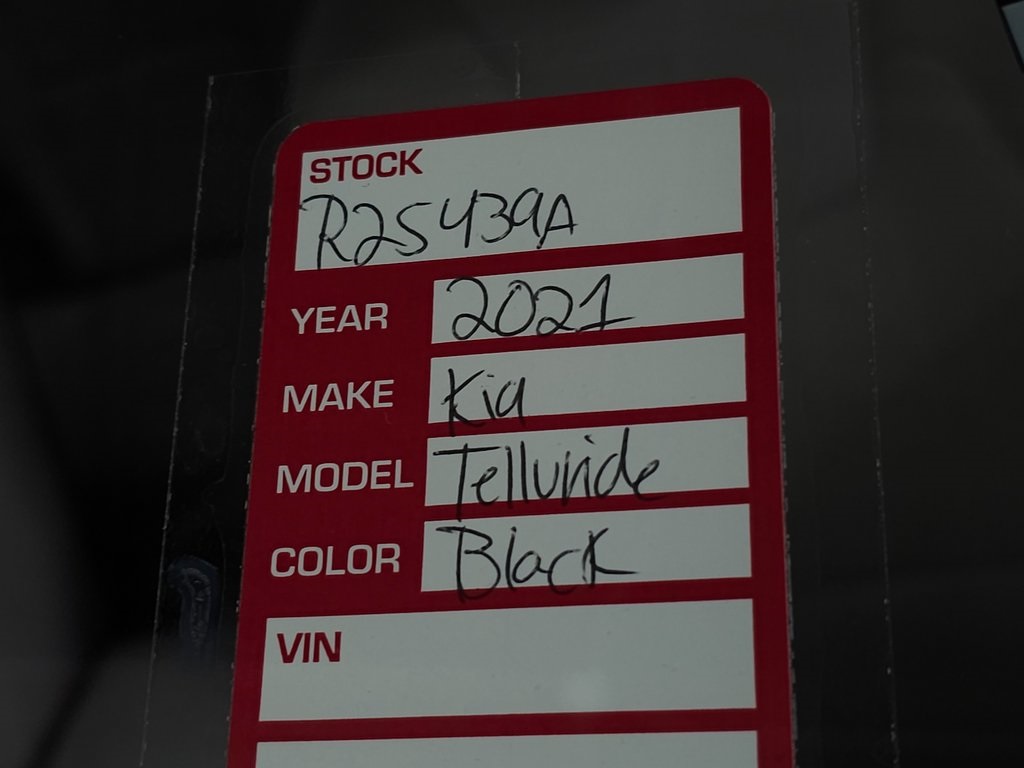 STOCK
R25439A
YEAR 2021
MAKE Kia
MODEL Telluride
COLOR Black
VIN